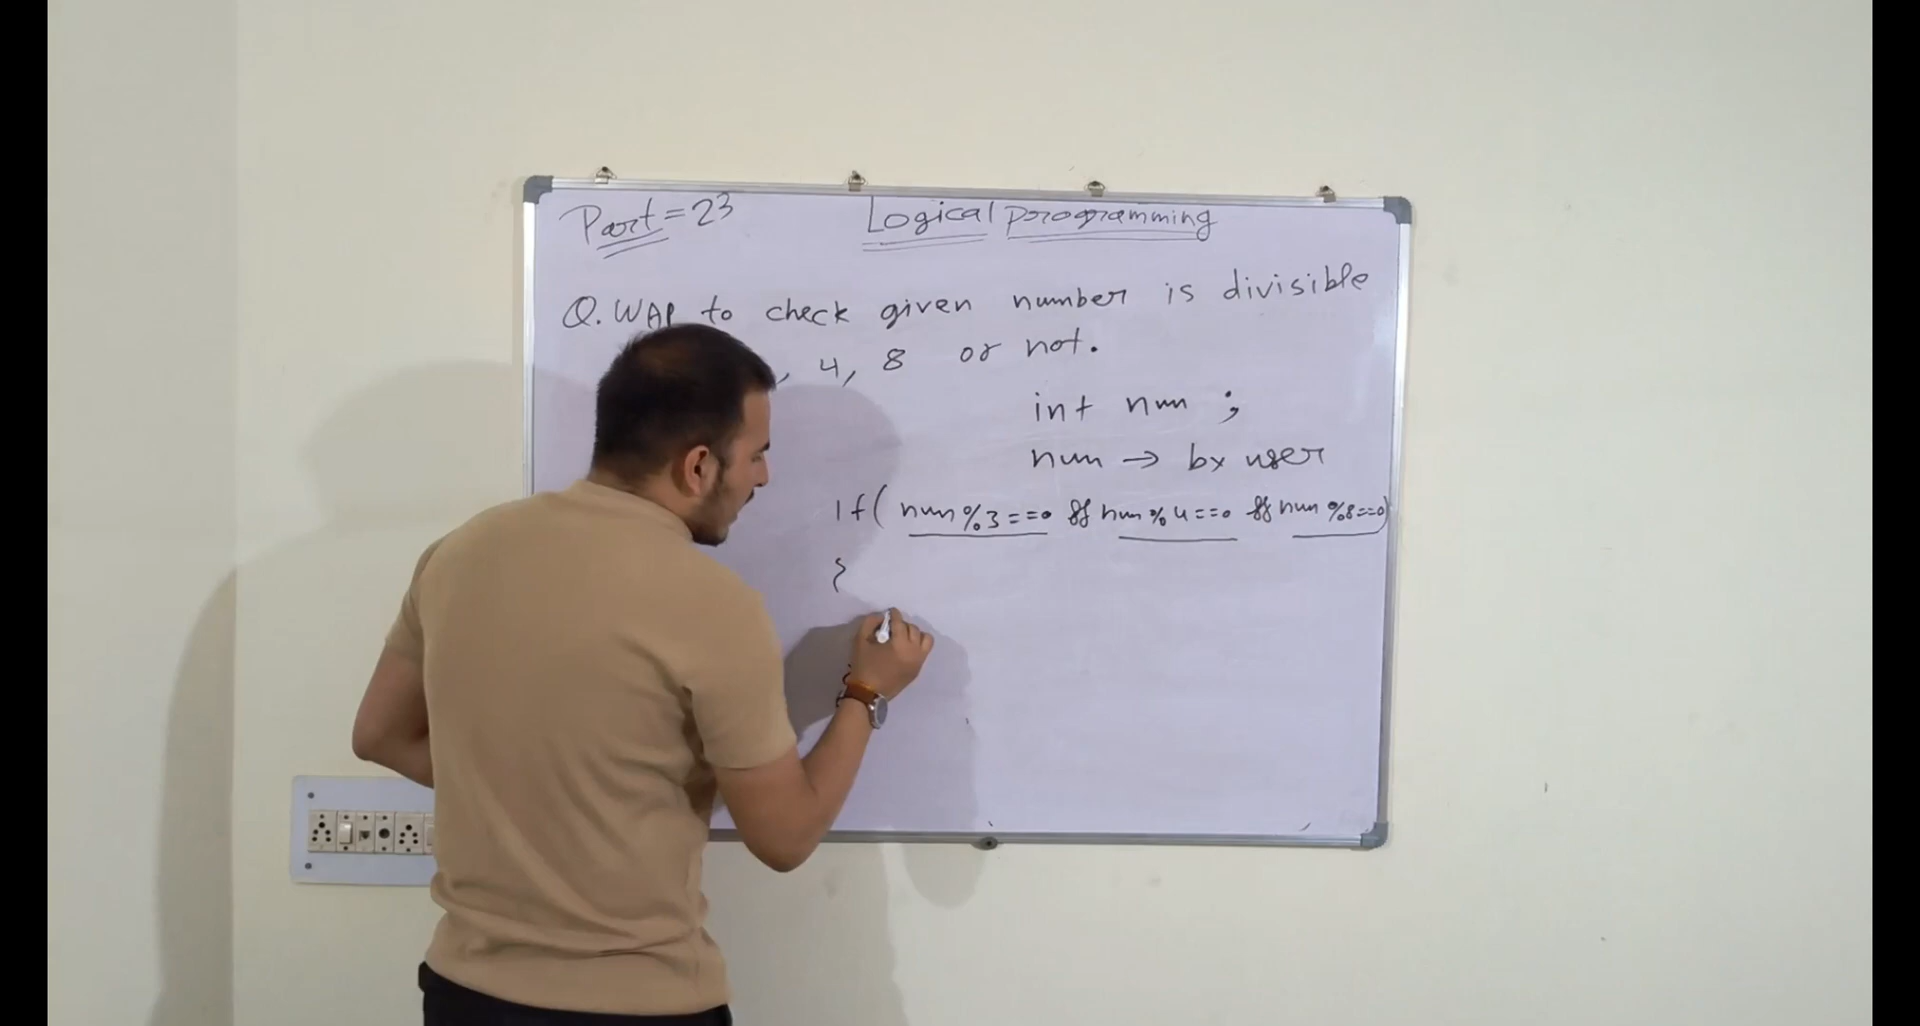 Part=23
Logical programming
Q. WAP to check given number is divisible
, 4, 8 or not.
int num ;
num → by user
If( num%3==0 && num%4==0 && num%8==0)
{